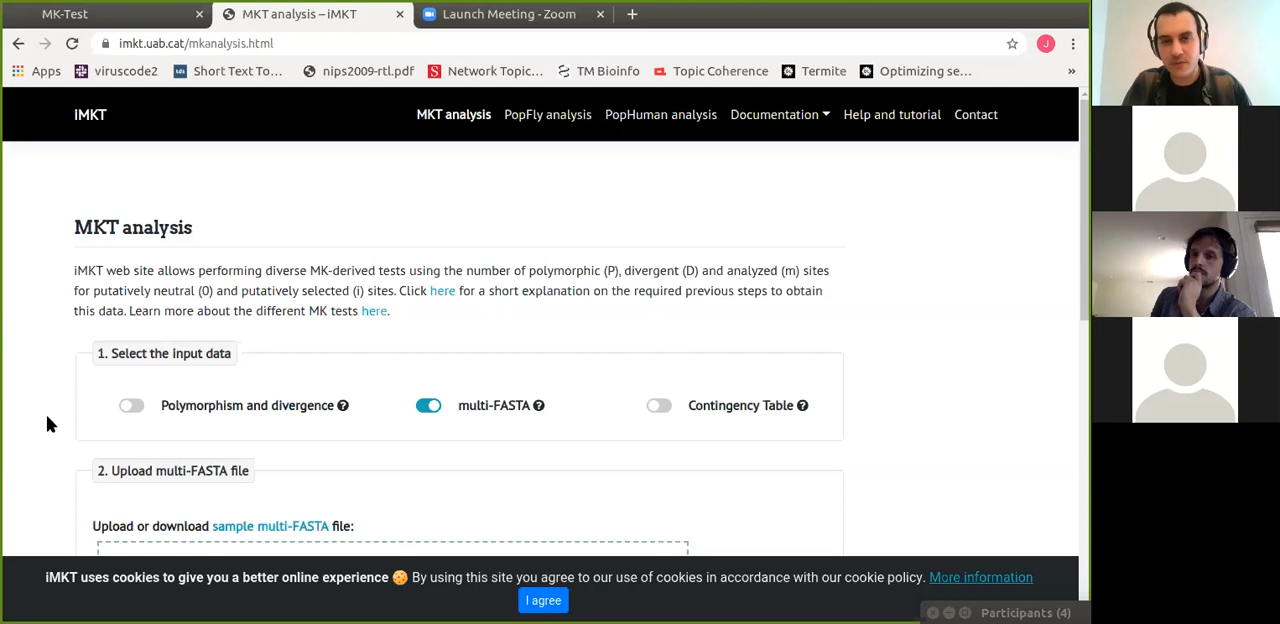 MK-Test
MKT analysis – iMKT
Launch Meeting - Zoom
imkt.uab.cat/mkanalysis.html
J
Apps
viruscode2
Short Text To...
nips2009-rtl.pdf
Network Topic...
TM Bioinfo
Topic Coherence
Termite
Optimizing se...
»
iMKT
MKT analysis
PopFly analysis
PopHuman analysis
Documentation
Help and tutorial
Contact
MKT analysis
iMKT web site allows performing diverse MK-derived tests using the number of polymorphic (P), divergent (D) and analyzed (m) sites
for putatively neutral (0) and putatively selected (i) sites. Click here for a short explanation on the required previous steps to obtain
this data. Learn more about the different MK tests here.
1. Select the input data
Polymorphism and divergence ?
multi-FASTA ?
Contingency Table ?
2. Upload multi-FASTA file
Upload or download sample multi-FASTA file:
iMKT uses cookies to give you a better online experience 🍪 By using this site you agree to our use of cookies in accordance with our cookie policy. More information
I agree
Participants (4)